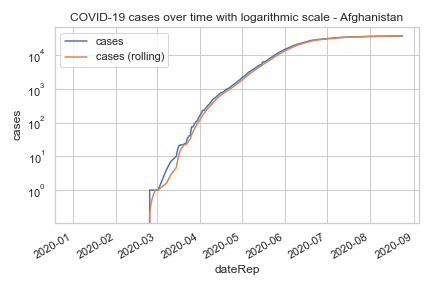 COVID-19 cases over time with logarithmic scale - Afghanistan
cases
cases (rolling)
10⁴
10³
10²
10¹
10⁰
cases
2020-01
2020-02
2020-03
2020-04
2020-05
2020-06
2020-07
2020-08
2020-09
dateRep